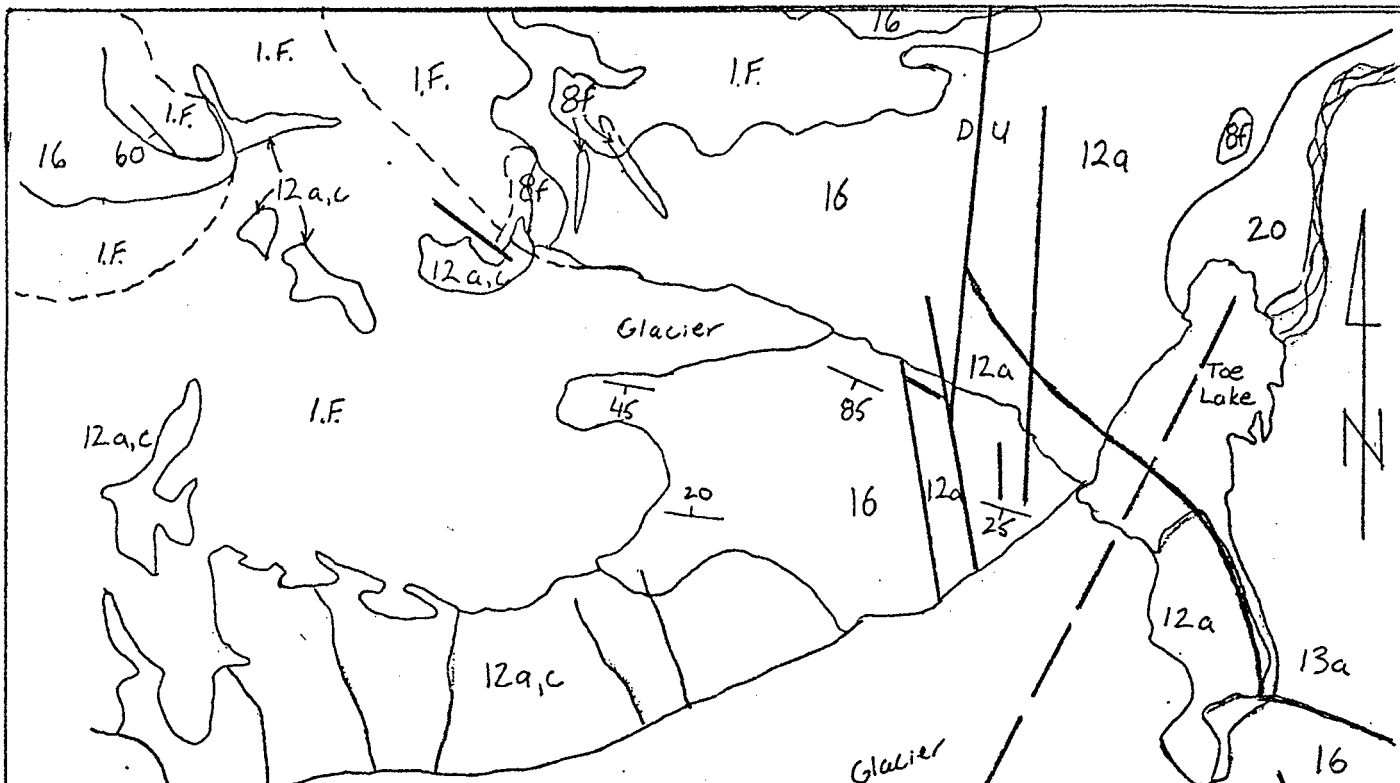 16
I.F.
I.F.
I.F.
8f
I.F.
D U
12a
8f
16
60
12a,c
8f
16
20
I.F.
12a,c
Glacier
12a
Toe
Lake
45
85
I.F.
12a,c
N
20
16
12a
25
12a
12a,c
13a
Glacier
16